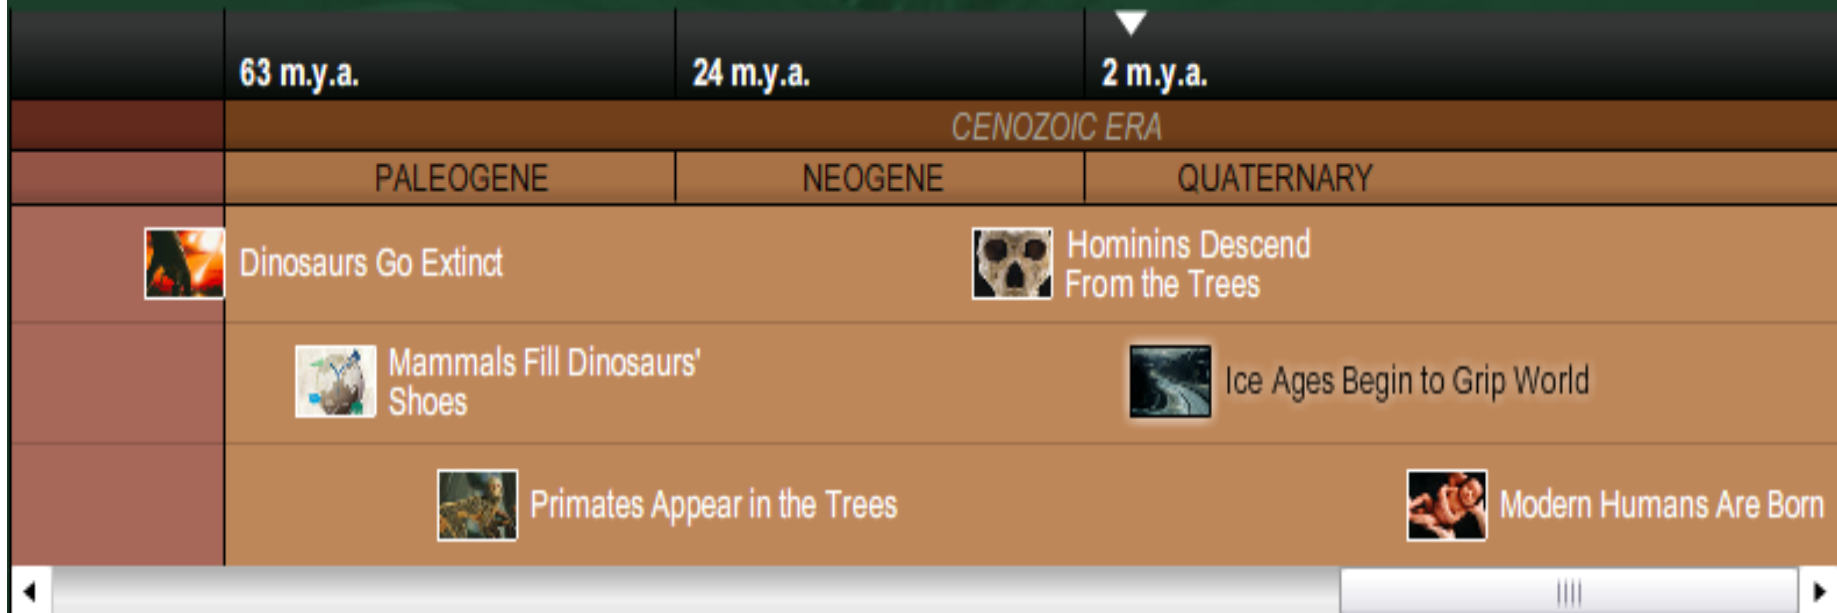 63 m.y.a.
24 m.y.a.
2 m.y.a.
CENOZOIC ERA
PALEOGENE
NEOGENE
QUATERNARY
Dinosaurs Go Extinct
Hominins Descend
From the Trees
Mammals Fill Dinosaurs'
Shoes
Ice Ages Begin to Grip World
Primates Appear in the Trees
Modern Humans Are Born